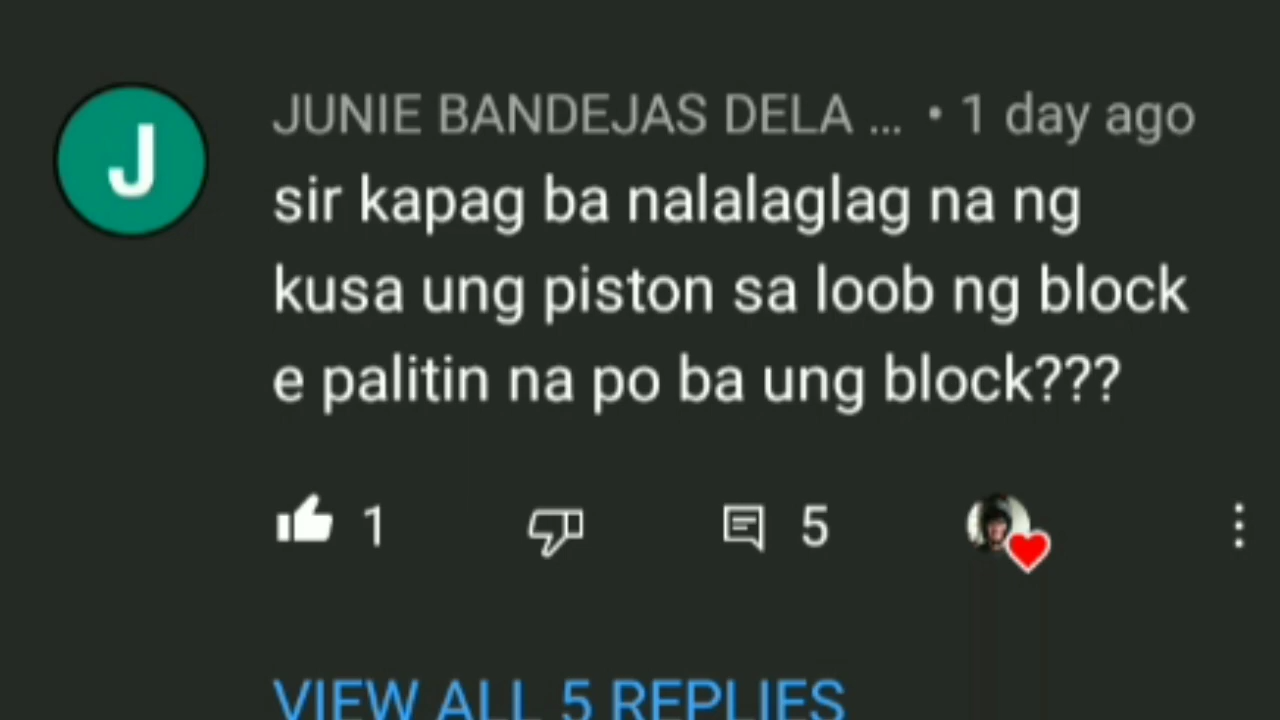 J
JUNIE BANDEJAS DELA ... • 1 day ago
sir kapag ba nalalaglag na ng
kusa ung piston sa loob ng block
e palitin na po ba ung block???
1 5
VIEW ALL 5 REPLIES